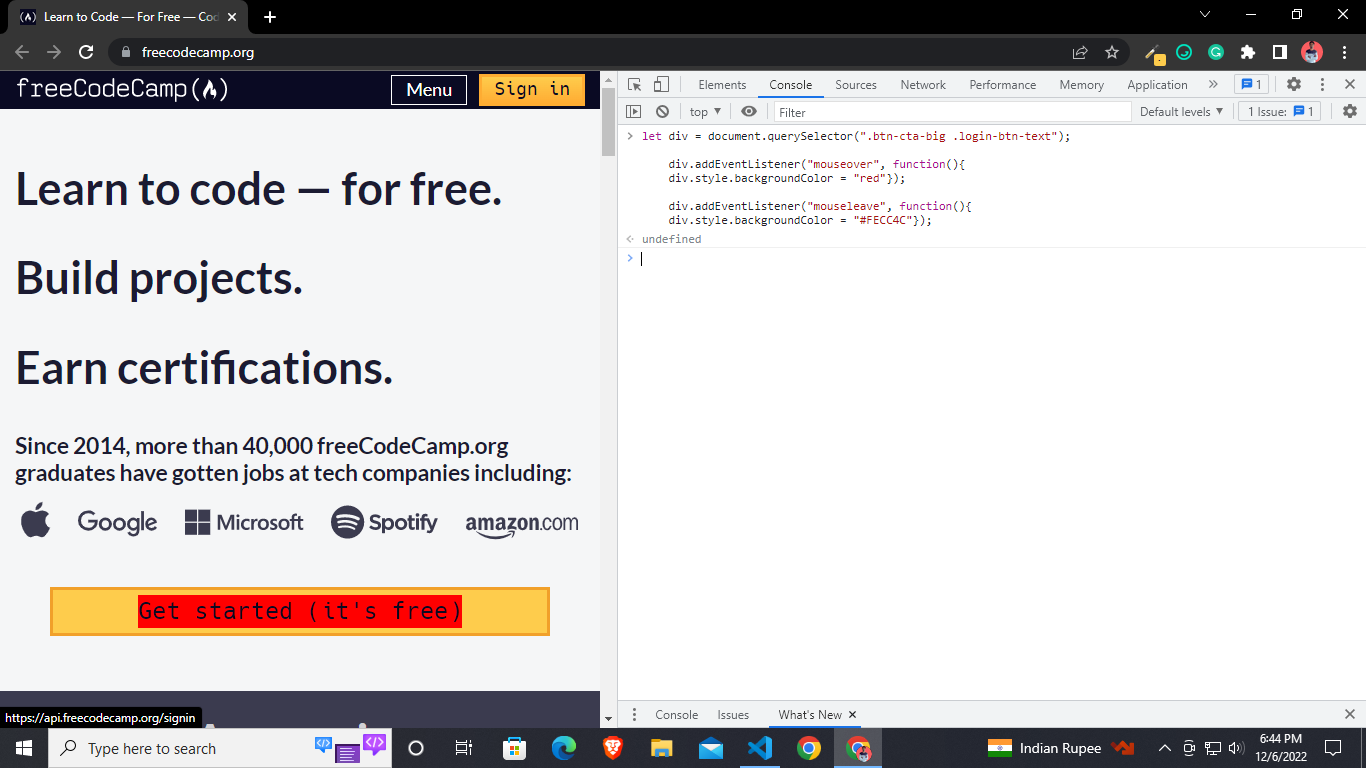 Learn to Code — For Free — Cod
freecodecamp.org
freeCodeCamp
Menu
Sign in
Learn to code — for free.
Build projects.
Earn certifications.
Since 2014, more than 40,000 freeCodeCamp.org
graduates have gotten jobs at tech companies including:
Google
Microsoft
Spotify
amazon.com
Get started (it's free)
https://api.freecodecamp.org/signin
Elements
Console
Sources
Network
Performance
Memory
Application
»
1
top ▼
Filter
Default levels ▼
1 Issue:
1
let div = document.querySelector(".btn-cta-big .login-btn-text");
div.addEventListener("mouseover", function(){
div.style.backgroundColor = "red"});
div.addEventListener("mouseleave", function(){
div.style.backgroundColor = "#FECC4C"});
undefined
Console
Issues
What's New
Type here to search
Indian Rupee
6:44 PM
12/6/2022